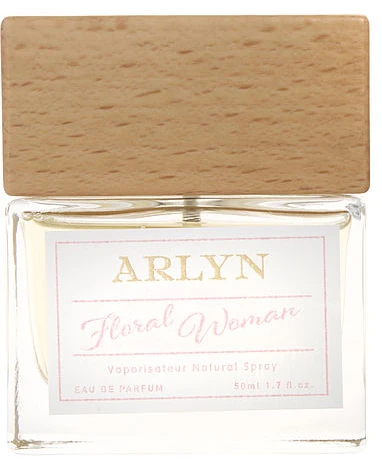 ARLYN
Floral Woman
Vaporisateur Natural Spray
EAU DE PARFUM 50ml 1.7 fl.oz.